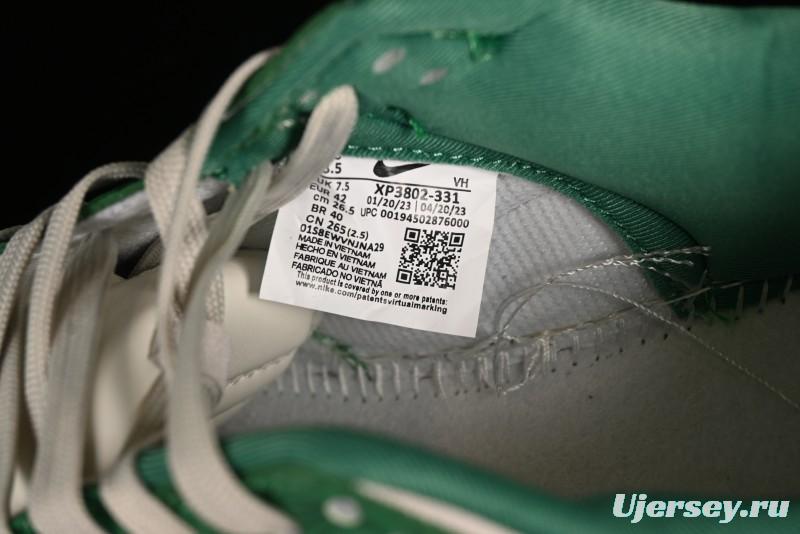 VH
XP3802-331
UK 7.5
EUR 42
01/20/23 | 04/20/23
cm 26.5
UPC 00194502876000
BR 40
CN 265(2.5)
MADE IN VIETNAM
HECHO EN VIETNAM
FABRIQUE AU VIETNAM
FABRICADO NO VIETNÃ
This product is covered by one or more patents:
www.nike.com/patentsvirtualmarking
Ujersey.ru